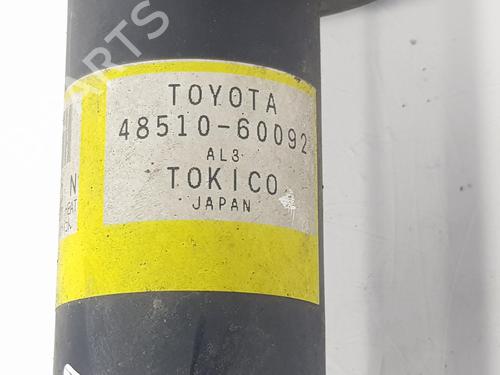 TOYOTA
48510-60092
AL3
TOKICO
JAPAN
N